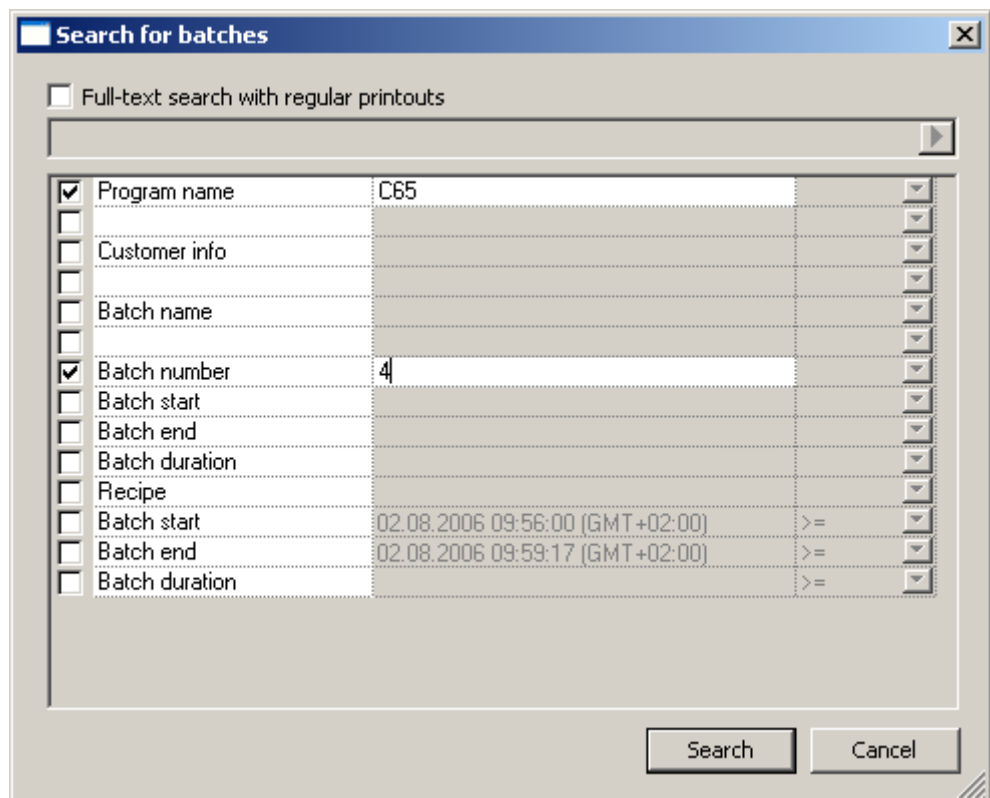 Search for batches
Full-text search with regular printouts
Program name C65
Customer info
Batch name
Batch number 4
Batch start
Batch end
Batch duration
Recipe
Batch start 02.08.2006 09:56:00 (GMT+02:00) >=
Batch end 02.08.2006 09:59:17 (GMT+02:00) >=
Batch duration >=
Search Cancel